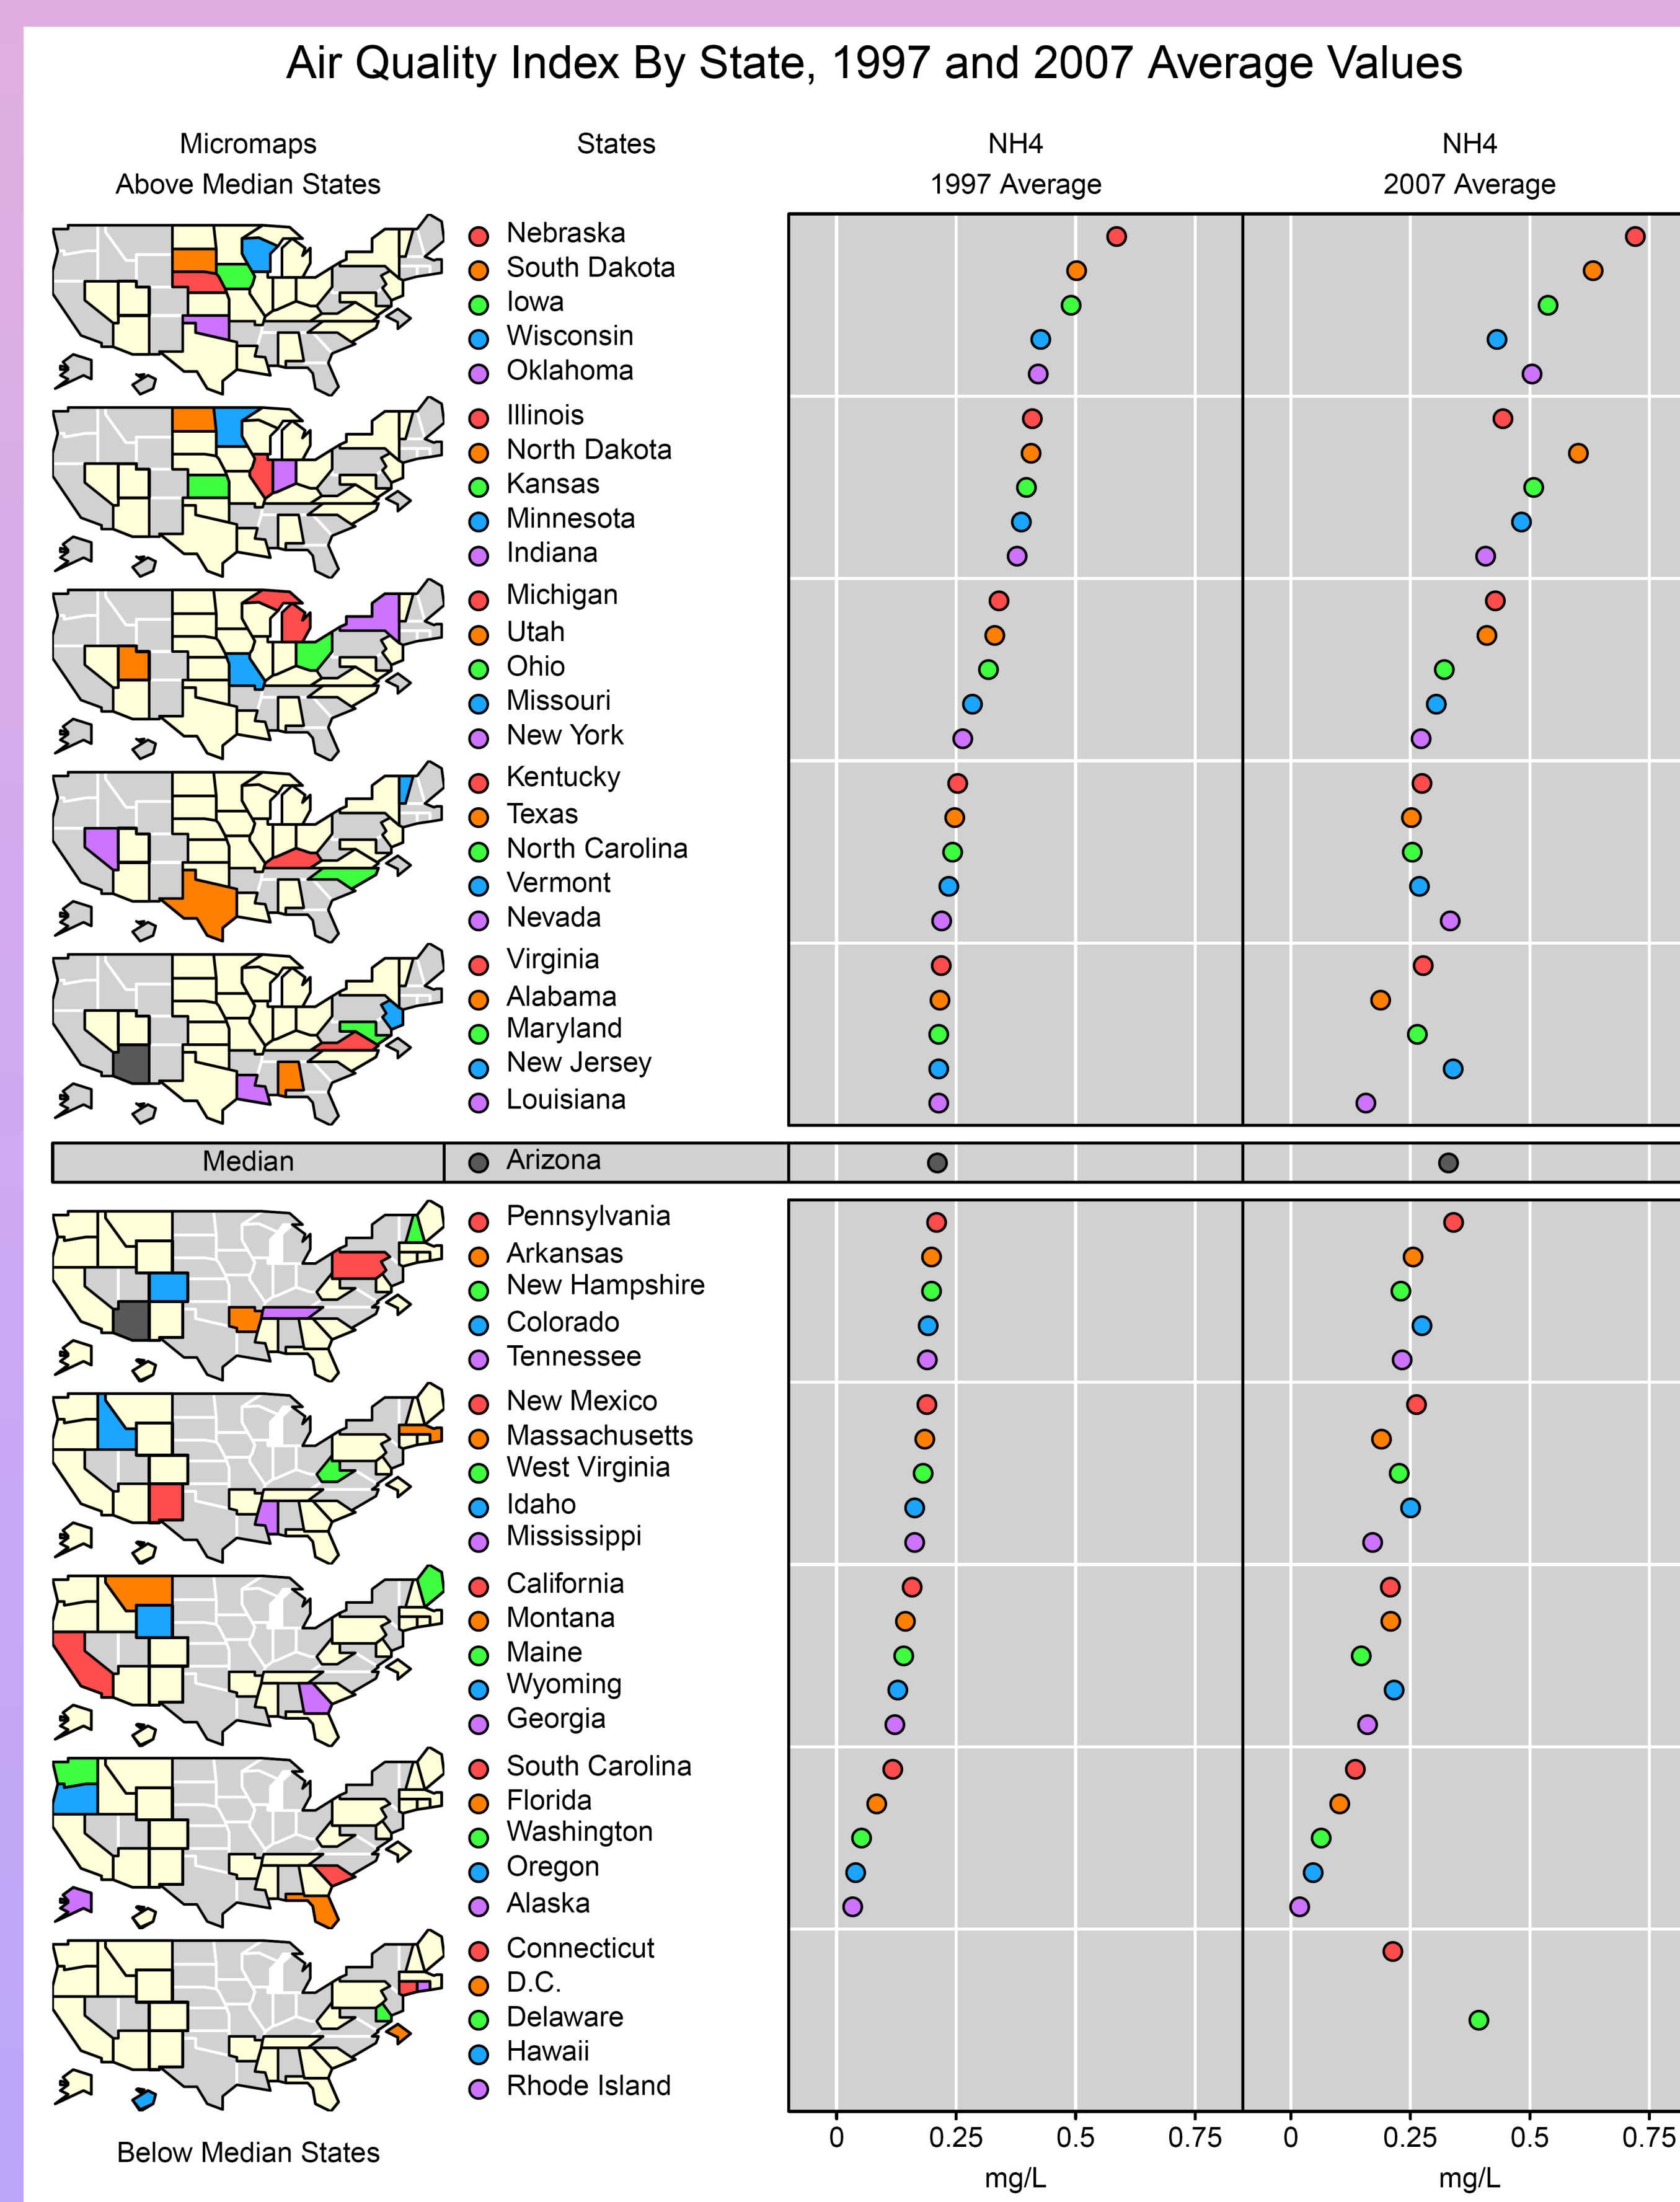 Air Quality Index By State, 1997 and 2007 Average Values
Micromaps States NH4 NH4
Above Median States 1997 Average 2007 Average
Nebraska
South Dakota
Iowa
Wisconsin
Oklahoma
Illinois
North Dakota
Kansas
Minnesota
Indiana
Michigan
Utah
Ohio
Missouri
New York
Kentucky
Texas
North Carolina
Vermont
Nevada
Virginia
Alabama
Maryland
New Jersey
Louisiana
Median Arizona
Pennsylvania
Arkansas
New Hampshire
Colorado
Tennessee
New Mexico
Massachusetts
West Virginia
Idaho
Mississippi
California
Montana
Maine
Wyoming
Georgia
South Carolina
Florida
Washington
Oregon
Alaska
Connecticut
D.C.
Delaware
Hawaii
Rhode Island
0 0.25 0.5 0.75 0 0.25 0.5 0.75
Below Median States
mg/L mg/L